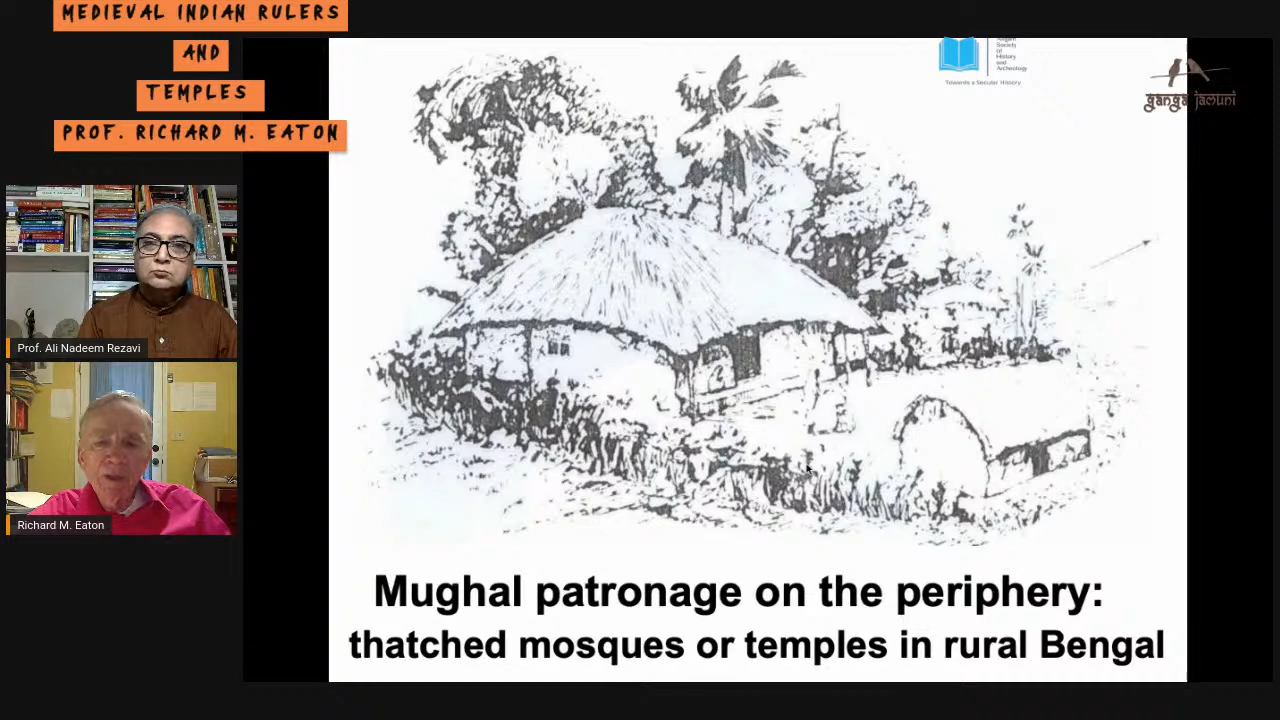 MEDIEVAL INDIAN RULERS
AND
TEMPLES
PROF. RICHARD M. EATON
Society
of
History
and
Archeology
Towards a Secular History
ganga jamuni
Prof. Ali Nadeem Rezavi
Richard M. Eaton
Mughal patronage on the periphery:
thatched mosques or temples in rural Bengal